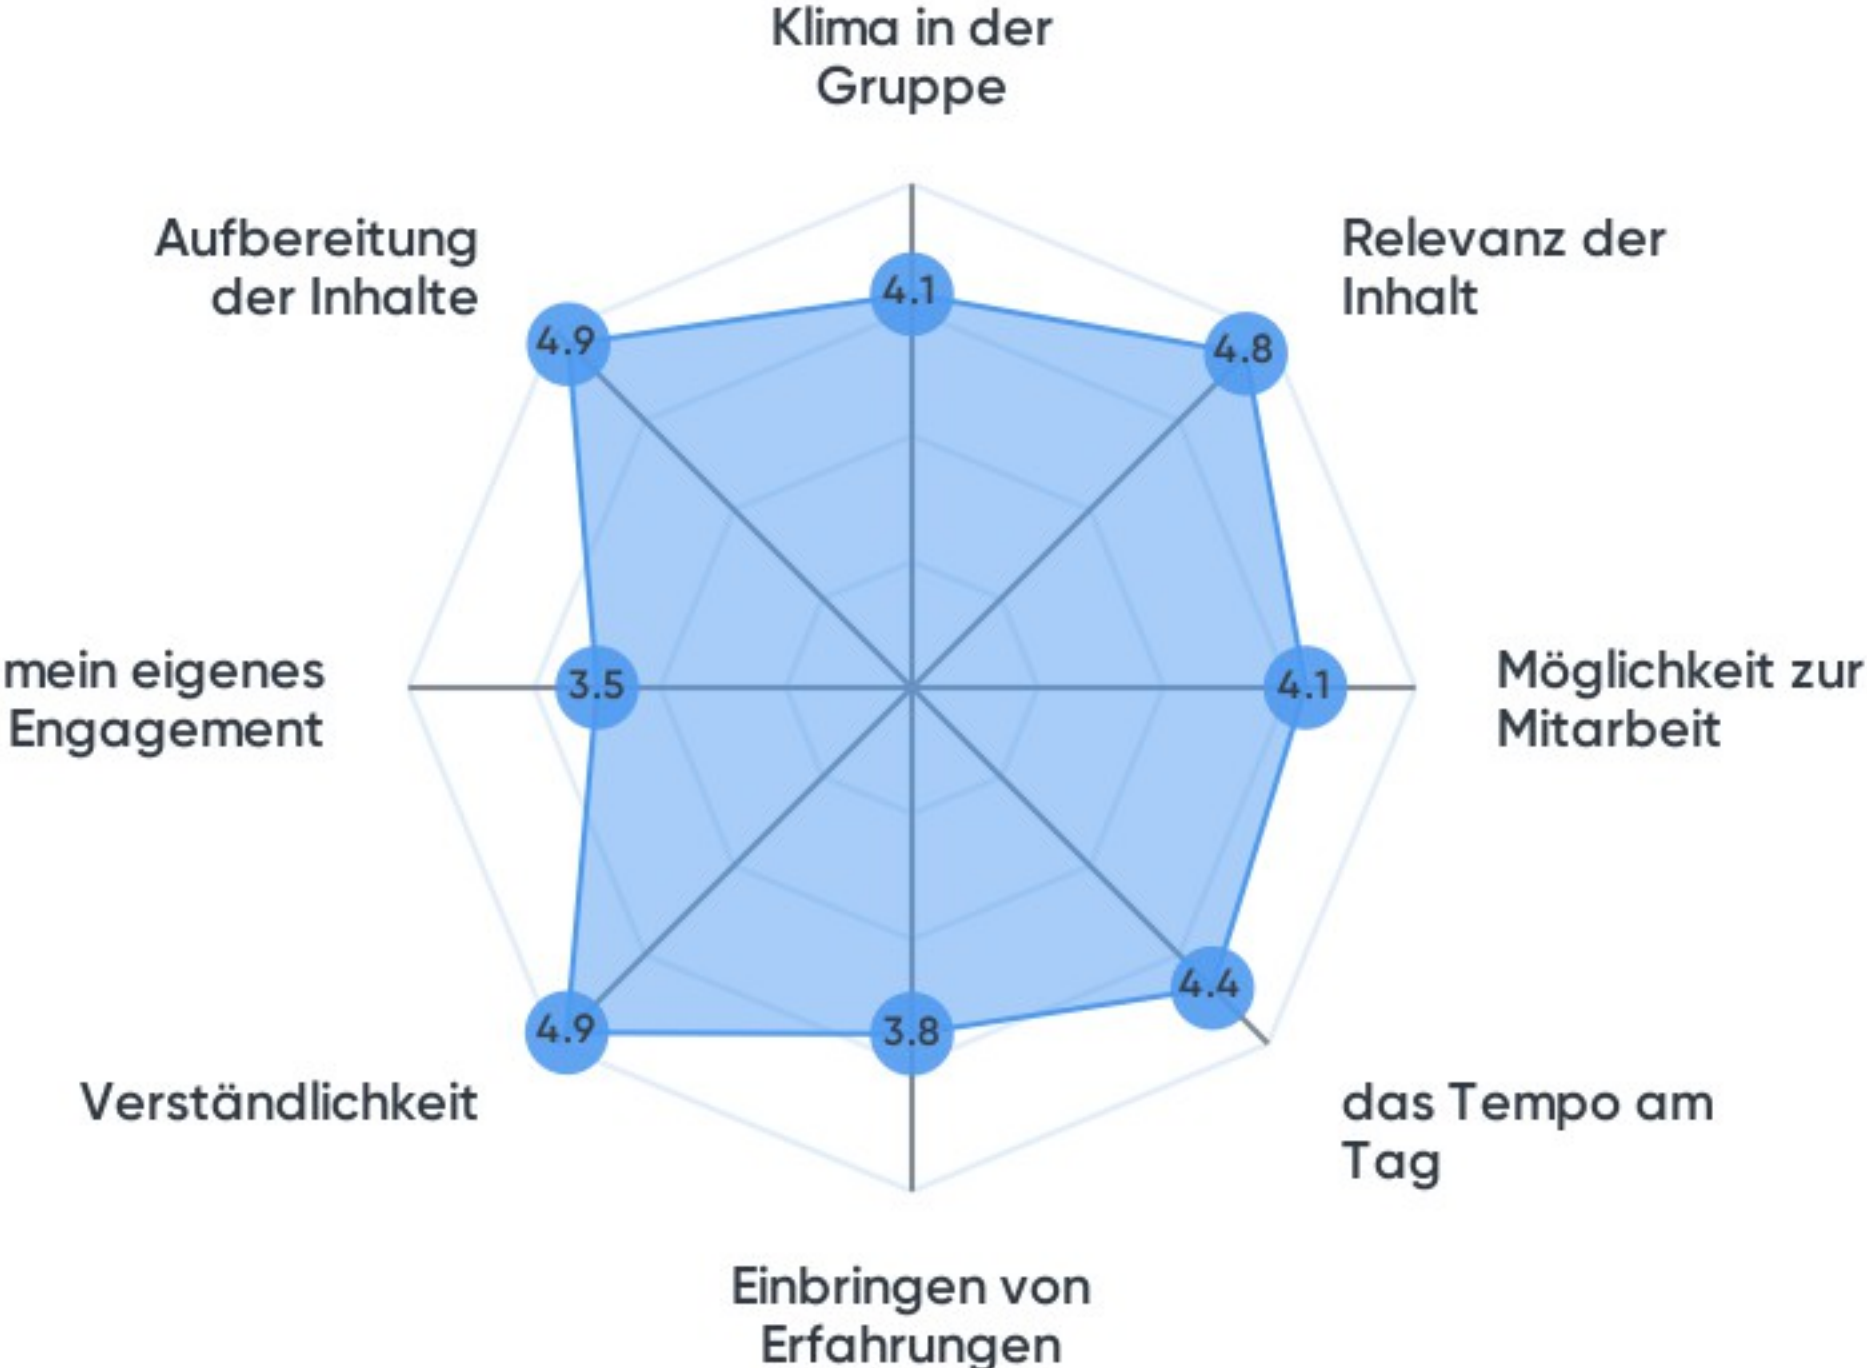 Klima in der
Gruppe
Aufbereitung
der Inhalte
Relevanz der
Inhalt
4.1
4.9
4.8
mein eigenes
Engagement
3.5
4.1
Möglichkeit zur
Mitarbeit
4.9
3.8
4.4
Verständlichkeit
das Tempo am
Tag
Einbringen von
Erfahrungen